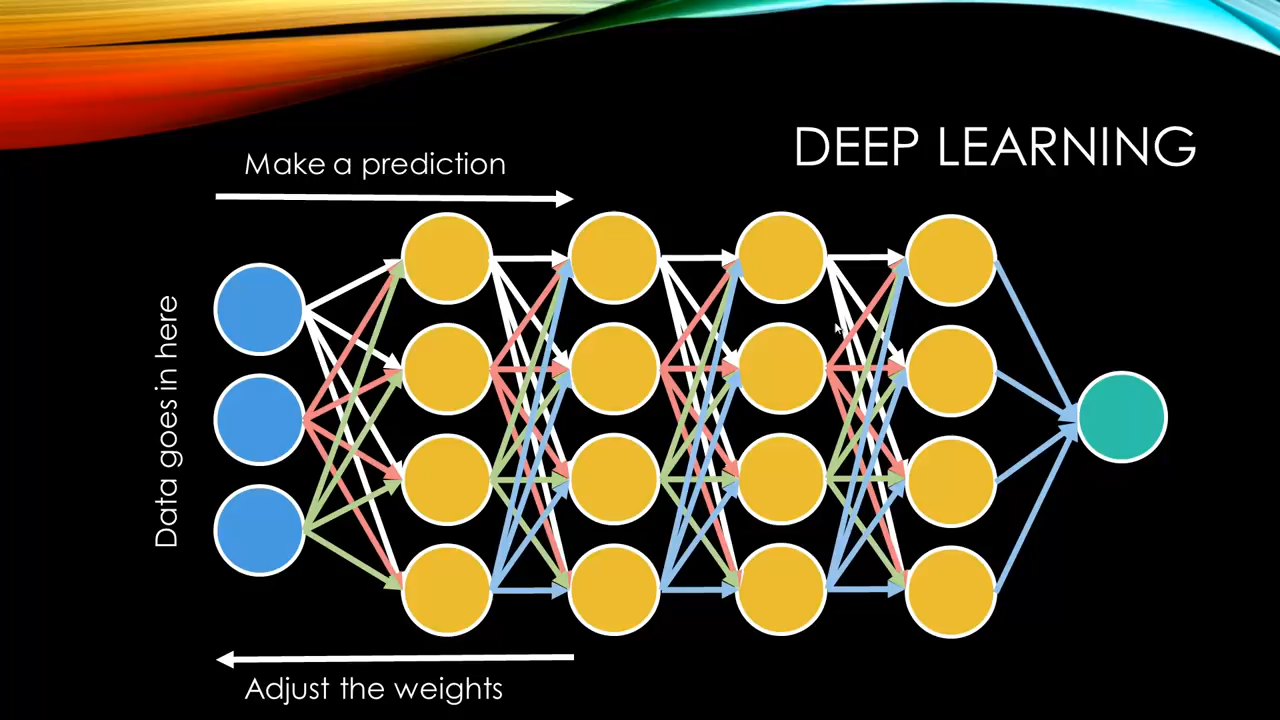 DEEP LEARNING
Make a prediction
Data goes in here
Adjust the weights